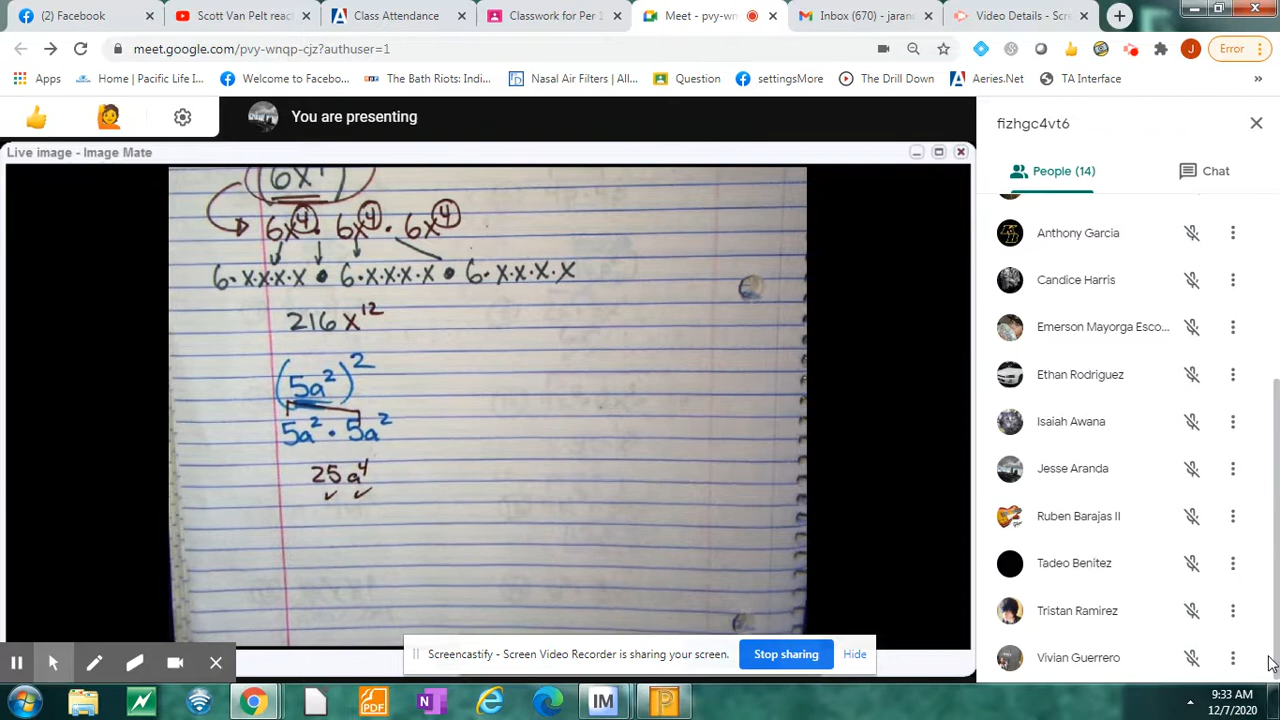 (2) Facebook
Scott Van Pelt react
Class Attendance
Classwork for Per 1
Meet - pvy-wnqp
Inbox (670) - jaran
Video Details - Scr
meet.google.com/pvy-wnqp-cjz?authuser=1
J
Error
Apps
Home | Pacific Life I...
Welcome to Facebo...
The Bath Riots: Indi...
Nasal Air Filters | All...
Question
settingsMore
The Drill Down
Aeries.Net
TA Interface
»
You are presenting
fizhgc4vt6
Live image - Image Mate
People (14)
Chat
6x⁴ · 6x⁴ · 6x⁴
6·x·x·x·x • 6·x·x·x·x • 6·x·x·x·x
216x¹²
(5a²)²
5a² · 5a²
25a⁴
Anthony Garcia
Candice Harris
Emerson Mayorga Esco...
Ethan Rodriguez
Isaiah Awana
Jesse Aranda
Ruben Barajas II
Tadeo Benitez
Tristan Ramirez
Vivian Guerrero
Screencastify - Screen Video Recorder is sharing your screen.
Stop sharing
Hide
IM
9:33 AM
12/7/2020